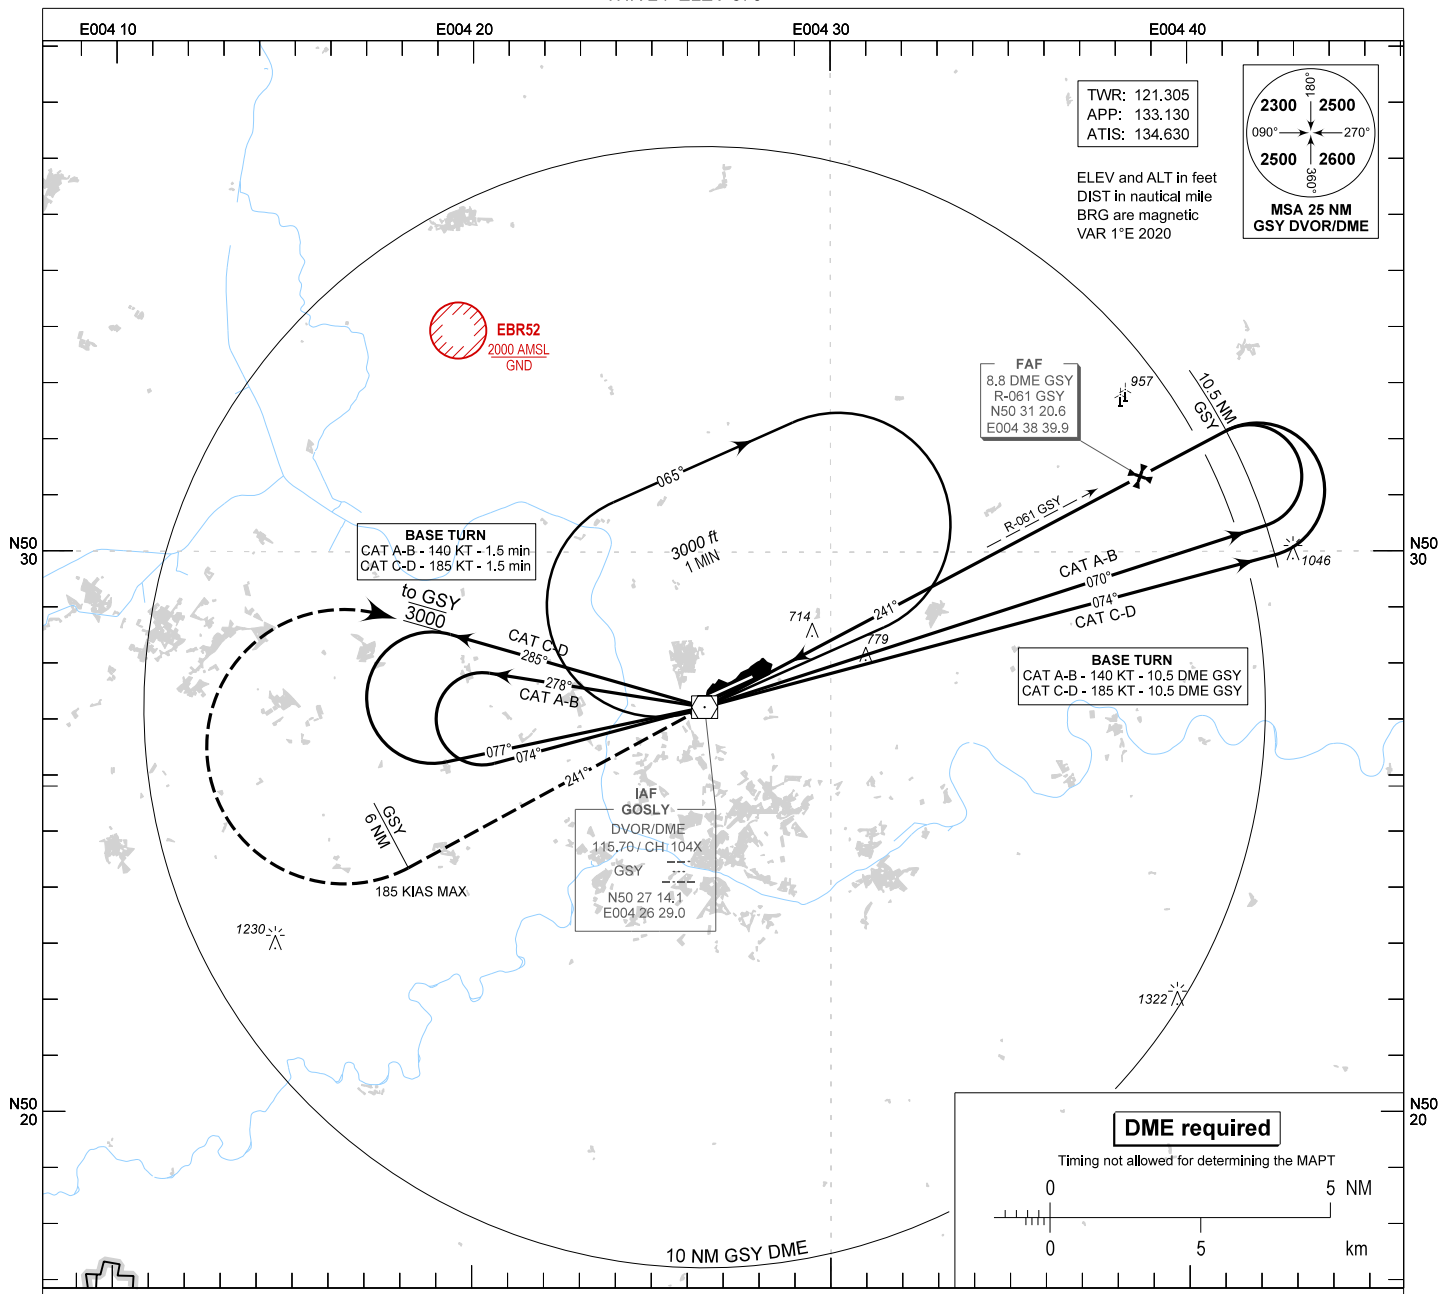 E004 10
E004 20
E004 30
E004 40
TWR: 121.305
APP: 133.130
ATIS: 134.630
ELEV and ALT in feet
DIST in nautical mile
BRG are magnetic
VAR 1°E 2020
180°
2300 2500
090° 270°
2500 2600
360°
MSA 25 NM
GSY DVOR/DME
EBR52
2000 AMSL
GND
FAF
8.8 DME GSY
R-061 GSY
N50 31 20.6
E004 38 39.9
957
10.5 NM
GSY
065°
R-061 GSY
3000 ft
1 MIN
BASE TURN
CAT A-B - 140 KT - 1.5 min
CAT C-D - 185 KT - 1.5 min
N50
30
N50
30
1046
CAT A-B
070°
074°
CAT C-D
to GSY
3000
241°
714
779
CAT C-D
285°
278°
CAT A-B
BASE TURN
CAT A-B - 140 KT - 10.5 DME GSY
CAT C-D - 185 KT - 10.5 DME GSY
077°
074°
241°
GSY
6 NM
IAF
GOSLY
DVOR/DME
115.70 / CH 104X
GSY
N50 27 14.1
E004 26 29.0
185 KIAS MAX
1230
1322
N50
20
N50
20
DME required
Timing not allowed for determining the MAPT
0 5 NM
0 5 km
10 NM GSY DME